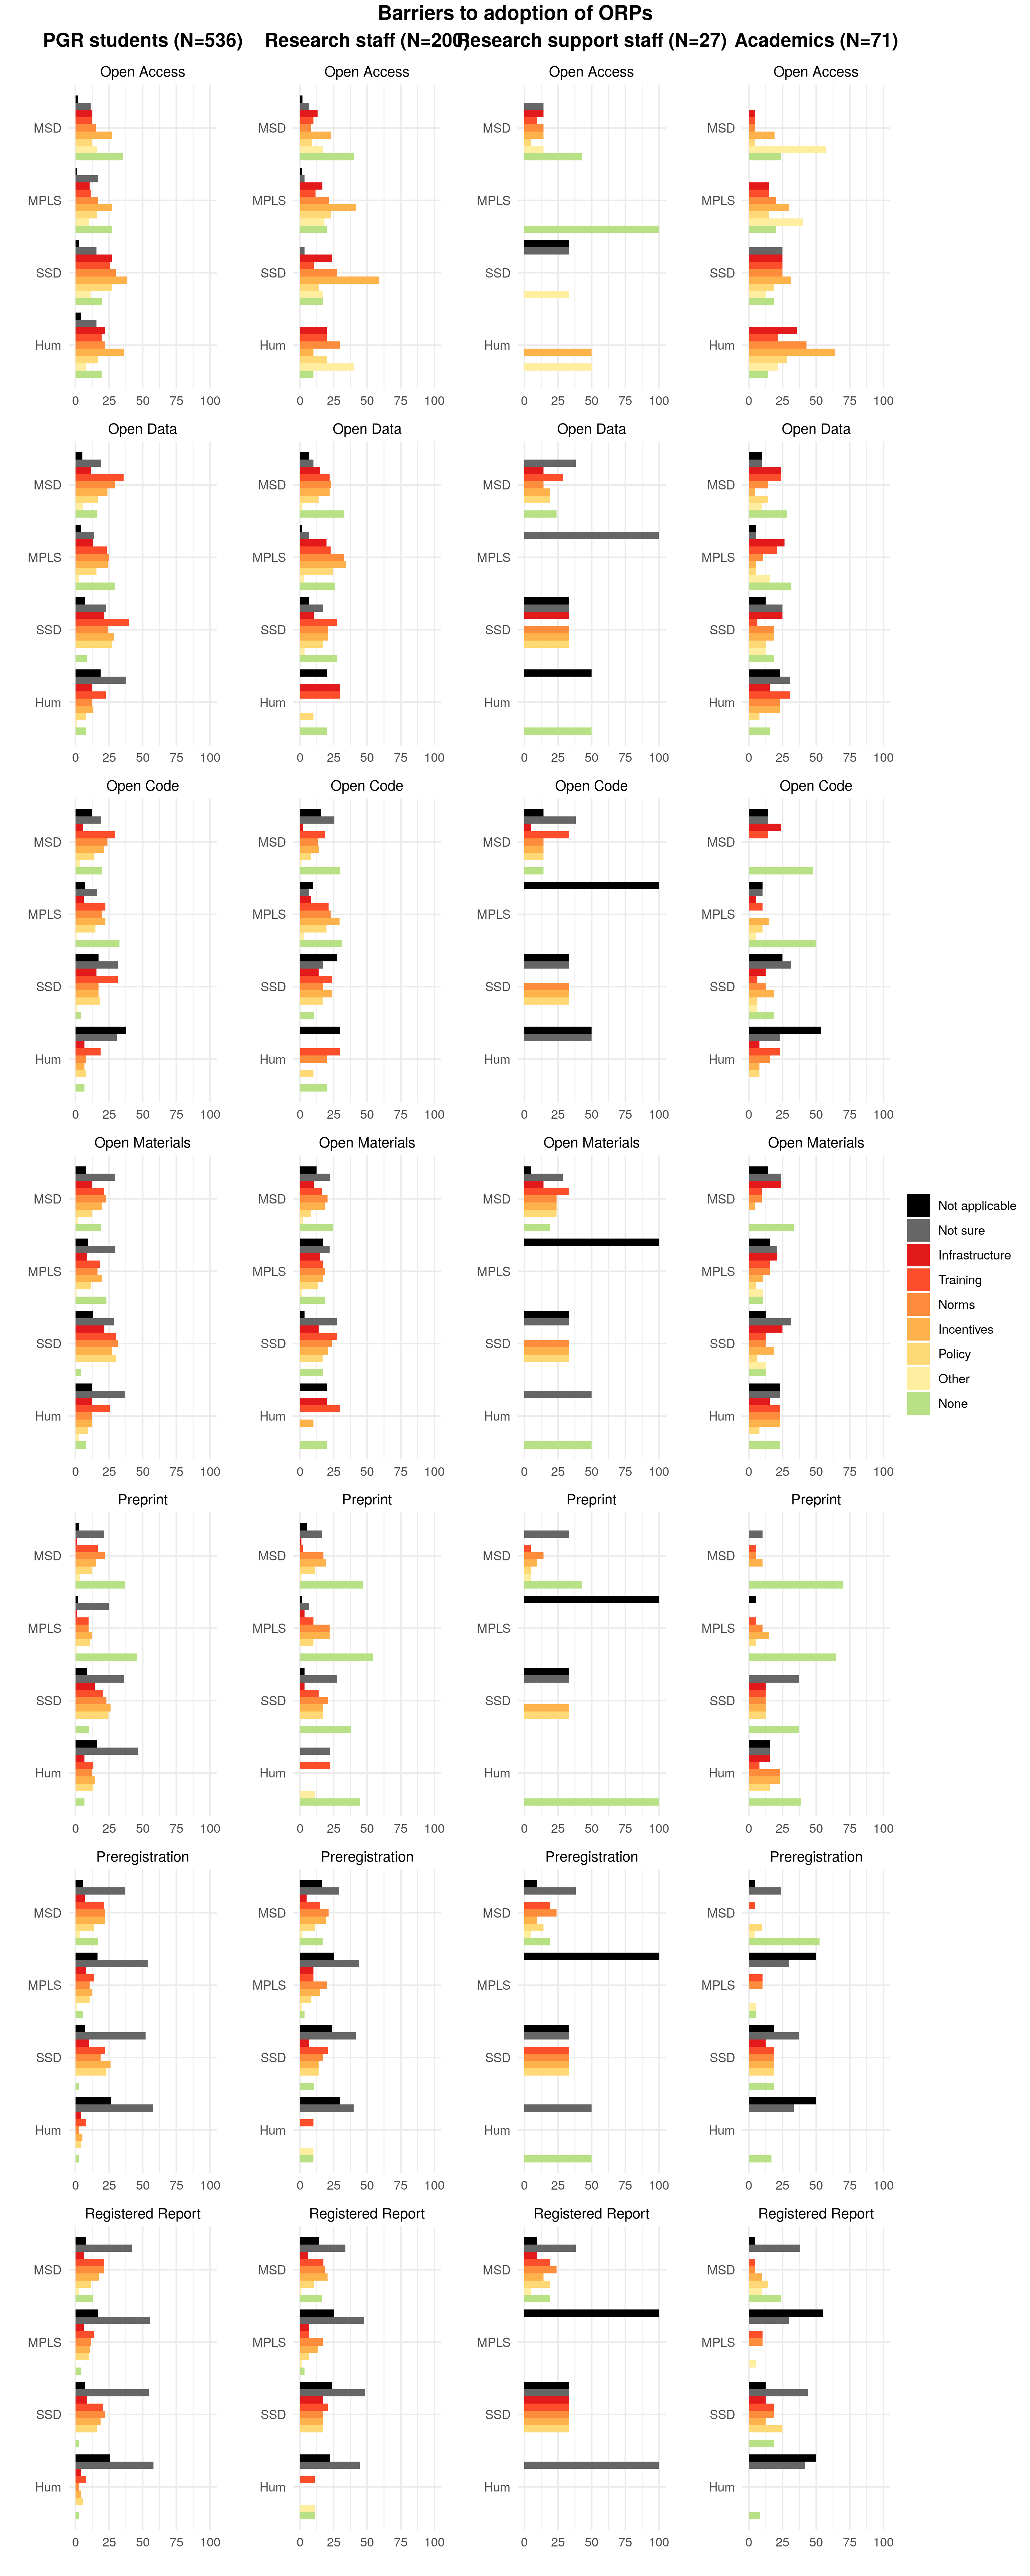 Barriers to adoption of ORPs
PGR students (N=536) Research staff (N=200) Research support staff (N=27) Academics (N=71)
Open Access Open Access Open Access Open Access
MSD MSD MSD MSD
MPLS MPLS MPLS MPLS
SSD SSD SSD SSD
Hum Hum Hum Hum
0 25 50 75 100 0 25 50 75 100 0 25 50 75 100 0 25 50 75 100
Open Data Open Data Open Data Open Data
MSD MSD MSD MSD
MPLS MPLS MPLS MPLS
SSD SSD SSD SSD
Hum Hum Hum Hum
0 25 50 75 100 0 25 50 75 100 0 25 50 75 100 0 25 50 75 100
Open Code Open Code Open Code Open Code
MSD MSD MSD MSD
MPLS MPLS MPLS MPLS
SSD SSD SSD SSD
Hum Hum Hum Hum
0 25 50 75 100 0 25 50 75 100 0 25 50 75 100 0 25 50 75 100
Open Materials Open Materials Open Materials Open Materials
MSD MSD MSD MSD
MPLS MPLS MPLS MPLS
SSD SSD SSD SSD
Hum Hum Hum Hum
0 25 50 75 100 0 25 50 75 100 0 25 50 75 100 0 25 50 75 100
Not applicable
Not sure
Infrastructure
Training
Norms
Incentives
Policy
Other
None
Preprint Preprint Preprint Preprint
MSD MSD MSD MSD
MPLS MPLS MPLS MPLS
SSD SSD SSD SSD
Hum Hum Hum Hum
0 25 50 75 100 0 25 50 75 100 0 25 50 75 100 0 25 50 75 100
Preregistration Preregistration Preregistration Preregistration
MSD MSD MSD MSD
MPLS MPLS MPLS MPLS
SSD SSD SSD SSD
Hum Hum Hum Hum
0 25 50 75 100 0 25 50 75 100 0 25 50 75 100 0 25 50 75 100
Registered Report Registered Report Registered Report Registered Report
MSD MSD MSD MSD
MPLS MPLS MPLS MPLS
SSD SSD SSD SSD
Hum Hum Hum Hum
0 25 50 75 100 0 25 50 75 100 0 25 50 75 100 0 25 50 75 100